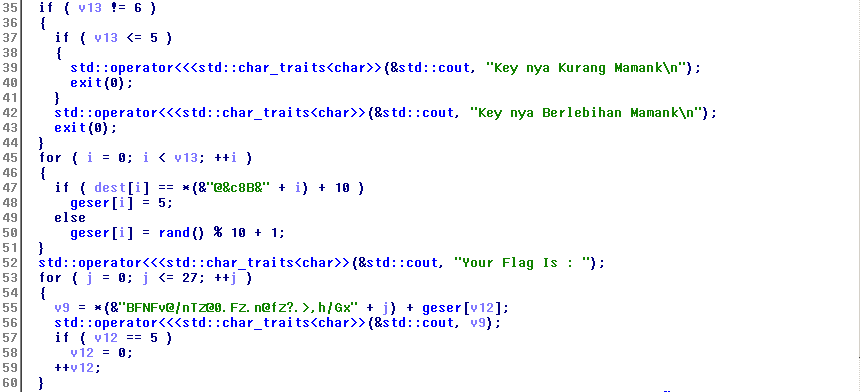 35 if ( v13 != 6 )
36 {
37 if ( v13 <= 5 )
38 {
39 std::operator<<<std::char_traits<char>>(&std::cout, "Key nya Kurang Mamank\n");
40 exit(0);
41 }
42 std::operator<<<std::char_traits<char>>(&std::cout, "Key nya Berlebihan Mamank\n");
43 exit(0);
44 }
45 for ( i = 0; i < v13; ++i )
46 {
47 if ( dest[i] == *(&"@&c8B&" + i) + 10 )
48 geser[i] = 5;
49 else
50 geser[i] = rand() % 10 + 1;
51 }
52 std::operator<<<std::char_traits<char>>(&std::cout, "Your Flag Is : ");
53 for ( j = 0; j <= 27; ++j )
54 {
55 v9 = *(&"BFNFv@/nTz@0.Fz.n@fz?.>,h/Gx" + j) + geser[v12];
56 std::operator<<<std::char_traits<char>>(&std::cout, v9);
57 if ( v12 == 5 )
58 v12 = 0;
59 ++v12;
60 }